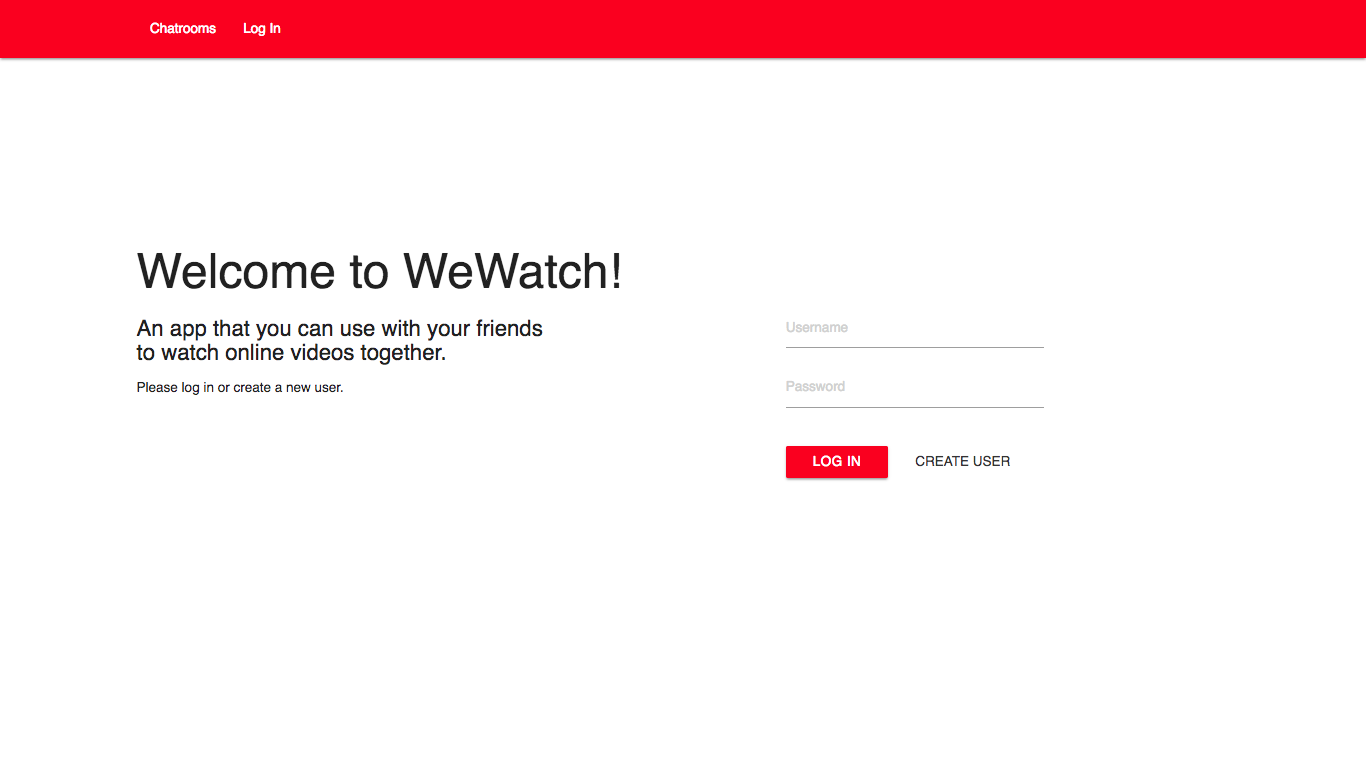 Chatrooms Log In
Welcome to WeWatch!
An app that you can use with your friends
to watch online videos together.
Please log in or create a new user.
Username
Password
LOG IN CREATE USER